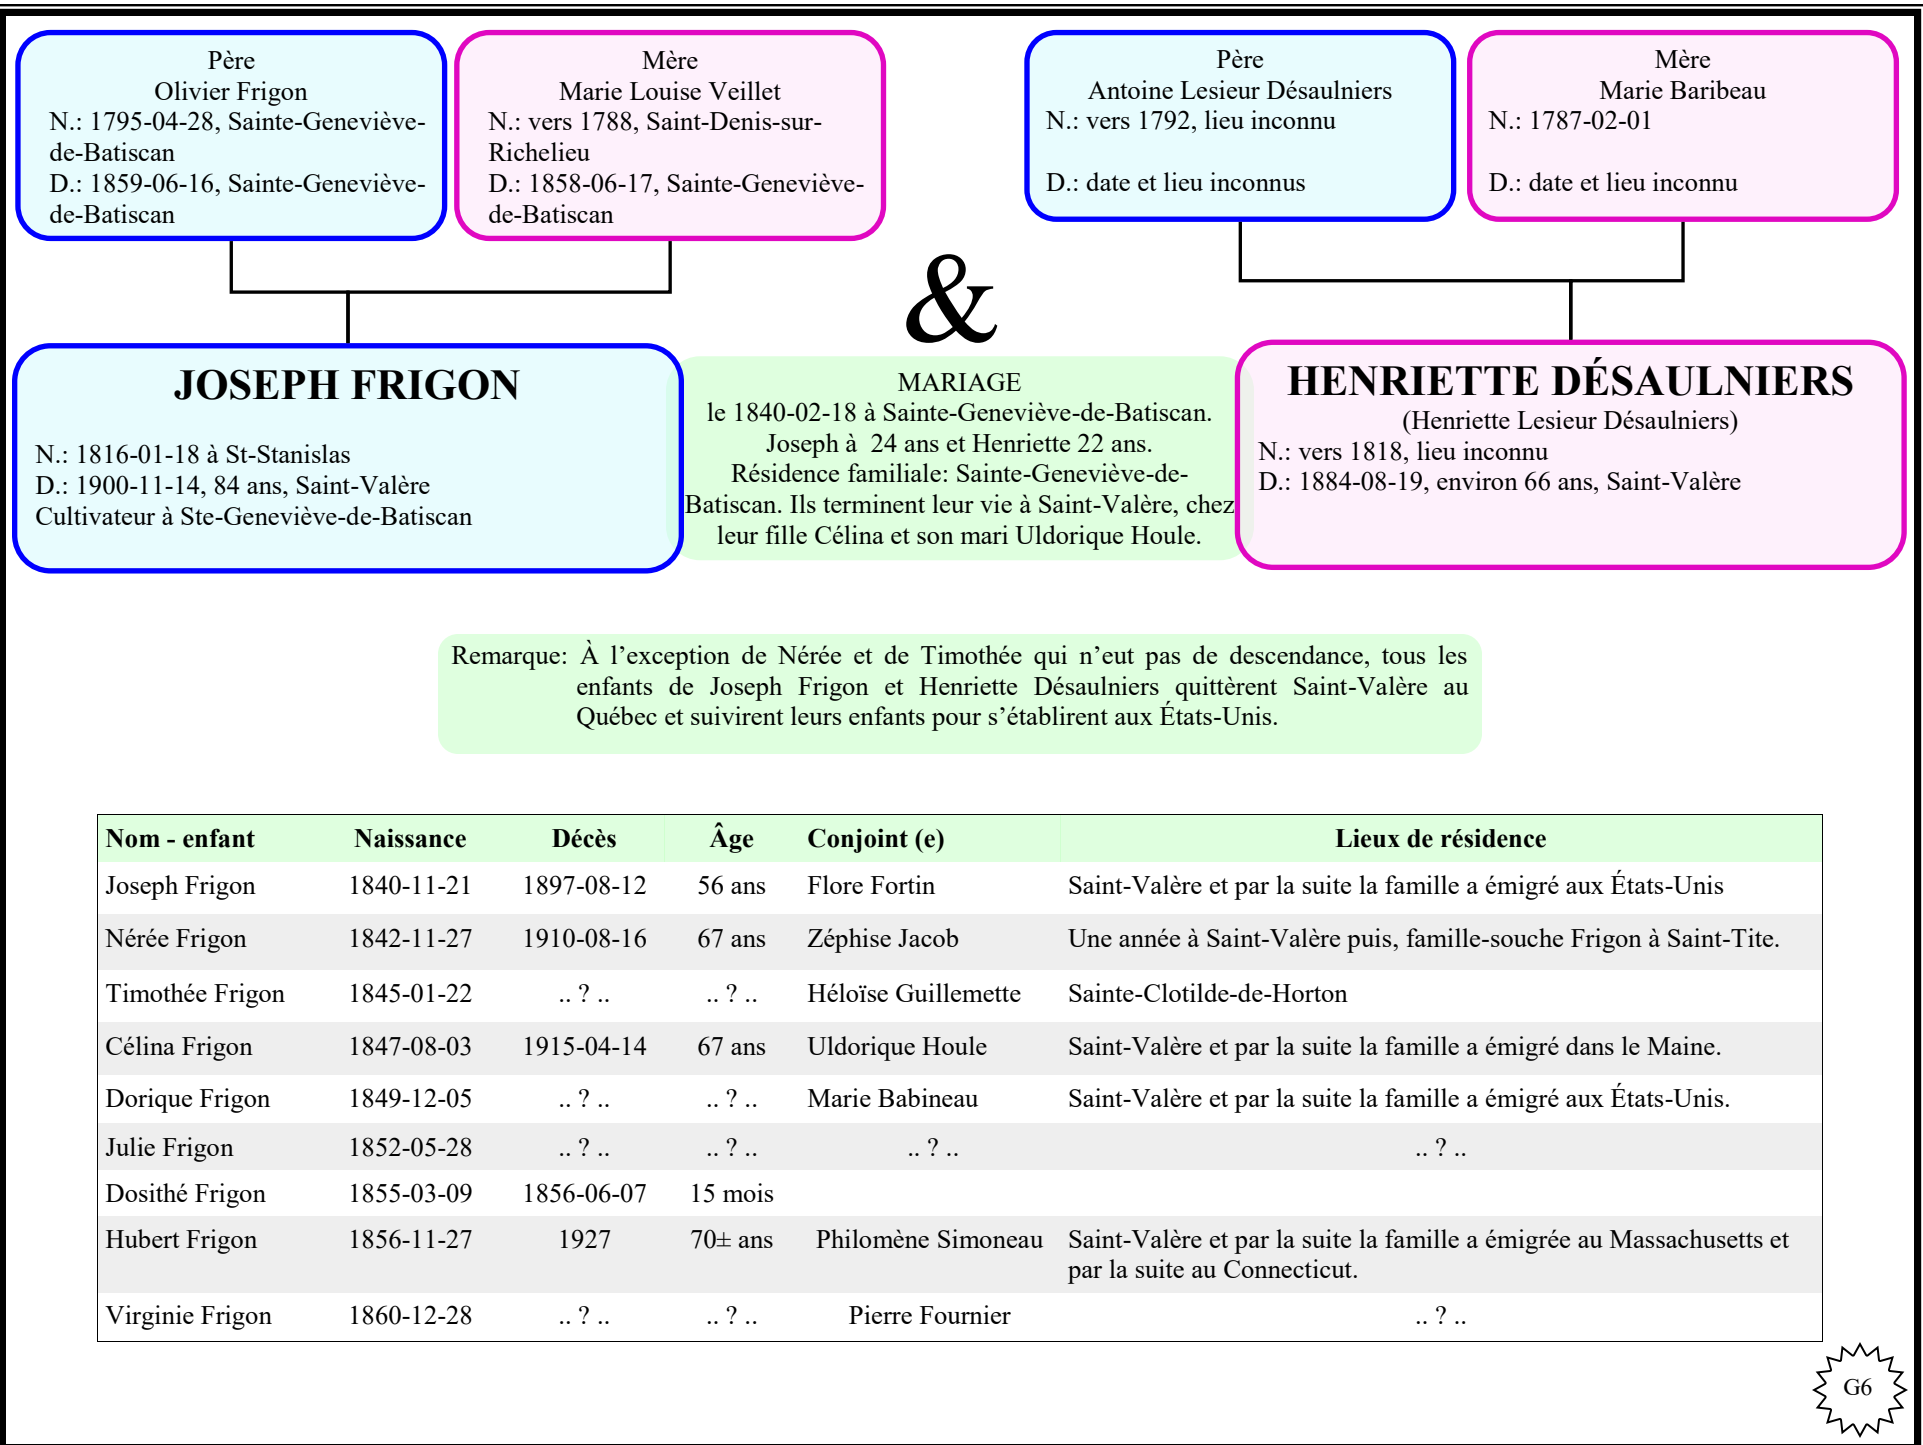 Père
Olivier Frigon
N.: 1795-04-28, Sainte-Geneviève-
de-Batiscan
D.: 1859-06-16, Sainte-Geneviève-
de-Batiscan
Mère
Marie Louise Veillet
N.: vers 1788, Saint-Denis-sur-
Richelieu
D.: 1858-06-17, Sainte-Geneviève-
de-Batiscan
Père
Antoine Lesieur Désaulniers
N.: vers 1792, lieu inconnu
D.: date et lieu inconnus
Mère
Marie Baribeau
N.: 1787-02-01
D.: date et lieu inconnu
&
JOSEPH FRIGON
N.: 1816-01-18 à St-Stanislas
D.: 1900-11-14, 84 ans, Saint-Valère
Cultivateur à Ste-Geneviève-de-Batiscan
MARIAGE
le 1840-02-18 à Sainte-Geneviève-de-Batiscan.
Joseph à 24 ans et Henriette 22 ans.
Résidence familiale: Sainte-Geneviève-de-
Batiscan. Ils terminent leur vie à Saint-Valère, chez
leur fille Célina et son mari Uldorique Houle.
HENRIETTE DÉSAULNIERS
(Henriette Lesieur Désaulniers)
N.: vers 1818, lieu inconnu
D.: 1884-08-19, environ 66 ans, Saint-Valère
Remarque: À l’exception de Nérée et de Timothée qui n’eut pas de descendance, tous les
enfants de Joseph Frigon et Henriette Désaulniers quittèrent Saint-Valère au
Québec et suivirent leurs enfants pour s’établirent aux États-Unis.
Nom - enfant Naissance Décès Âge Conjoint (e) Lieux de résidence
Joseph Frigon 1840-11-21 1897-08-12 56 ans Flore Fortin Saint-Valère et par la suite la famille a émigré aux États-Unis
Nérée Frigon 1842-11-27 1910-08-16 67 ans Zéphise Jacob Une année à Saint-Valère puis, famille-souche Frigon à Saint-Tite.
Timothée Frigon 1845-01-22 .. ? .. .. ? .. Héloïse Guillemette Sainte-Clotilde-de-Horton
Célina Frigon 1847-08-03 1915-04-14 67 ans Uldorique Houle Saint-Valère et par la suite la famille a émigré dans le Maine.
Dorique Frigon 1849-12-05 .. ? .. .. ? .. Marie Babineau Saint-Valère et par la suite la famille a émigré aux États-Unis.
Julie Frigon 1852-05-28 .. ? .. .. ? .. .. ? .. .. ? ..
Dosithé Frigon 1855-03-09 1856-06-07 15 mois
Hubert Frigon 1856-11-27 1927 70± ans Philomène Simoneau Saint-Valère et par la suite la famille a émigrée au Massachusetts et
par la suite au Connecticut.
Virginie Frigon 1860-12-28 .. ? .. .. ? .. Pierre Fournier .. ? ..
G6